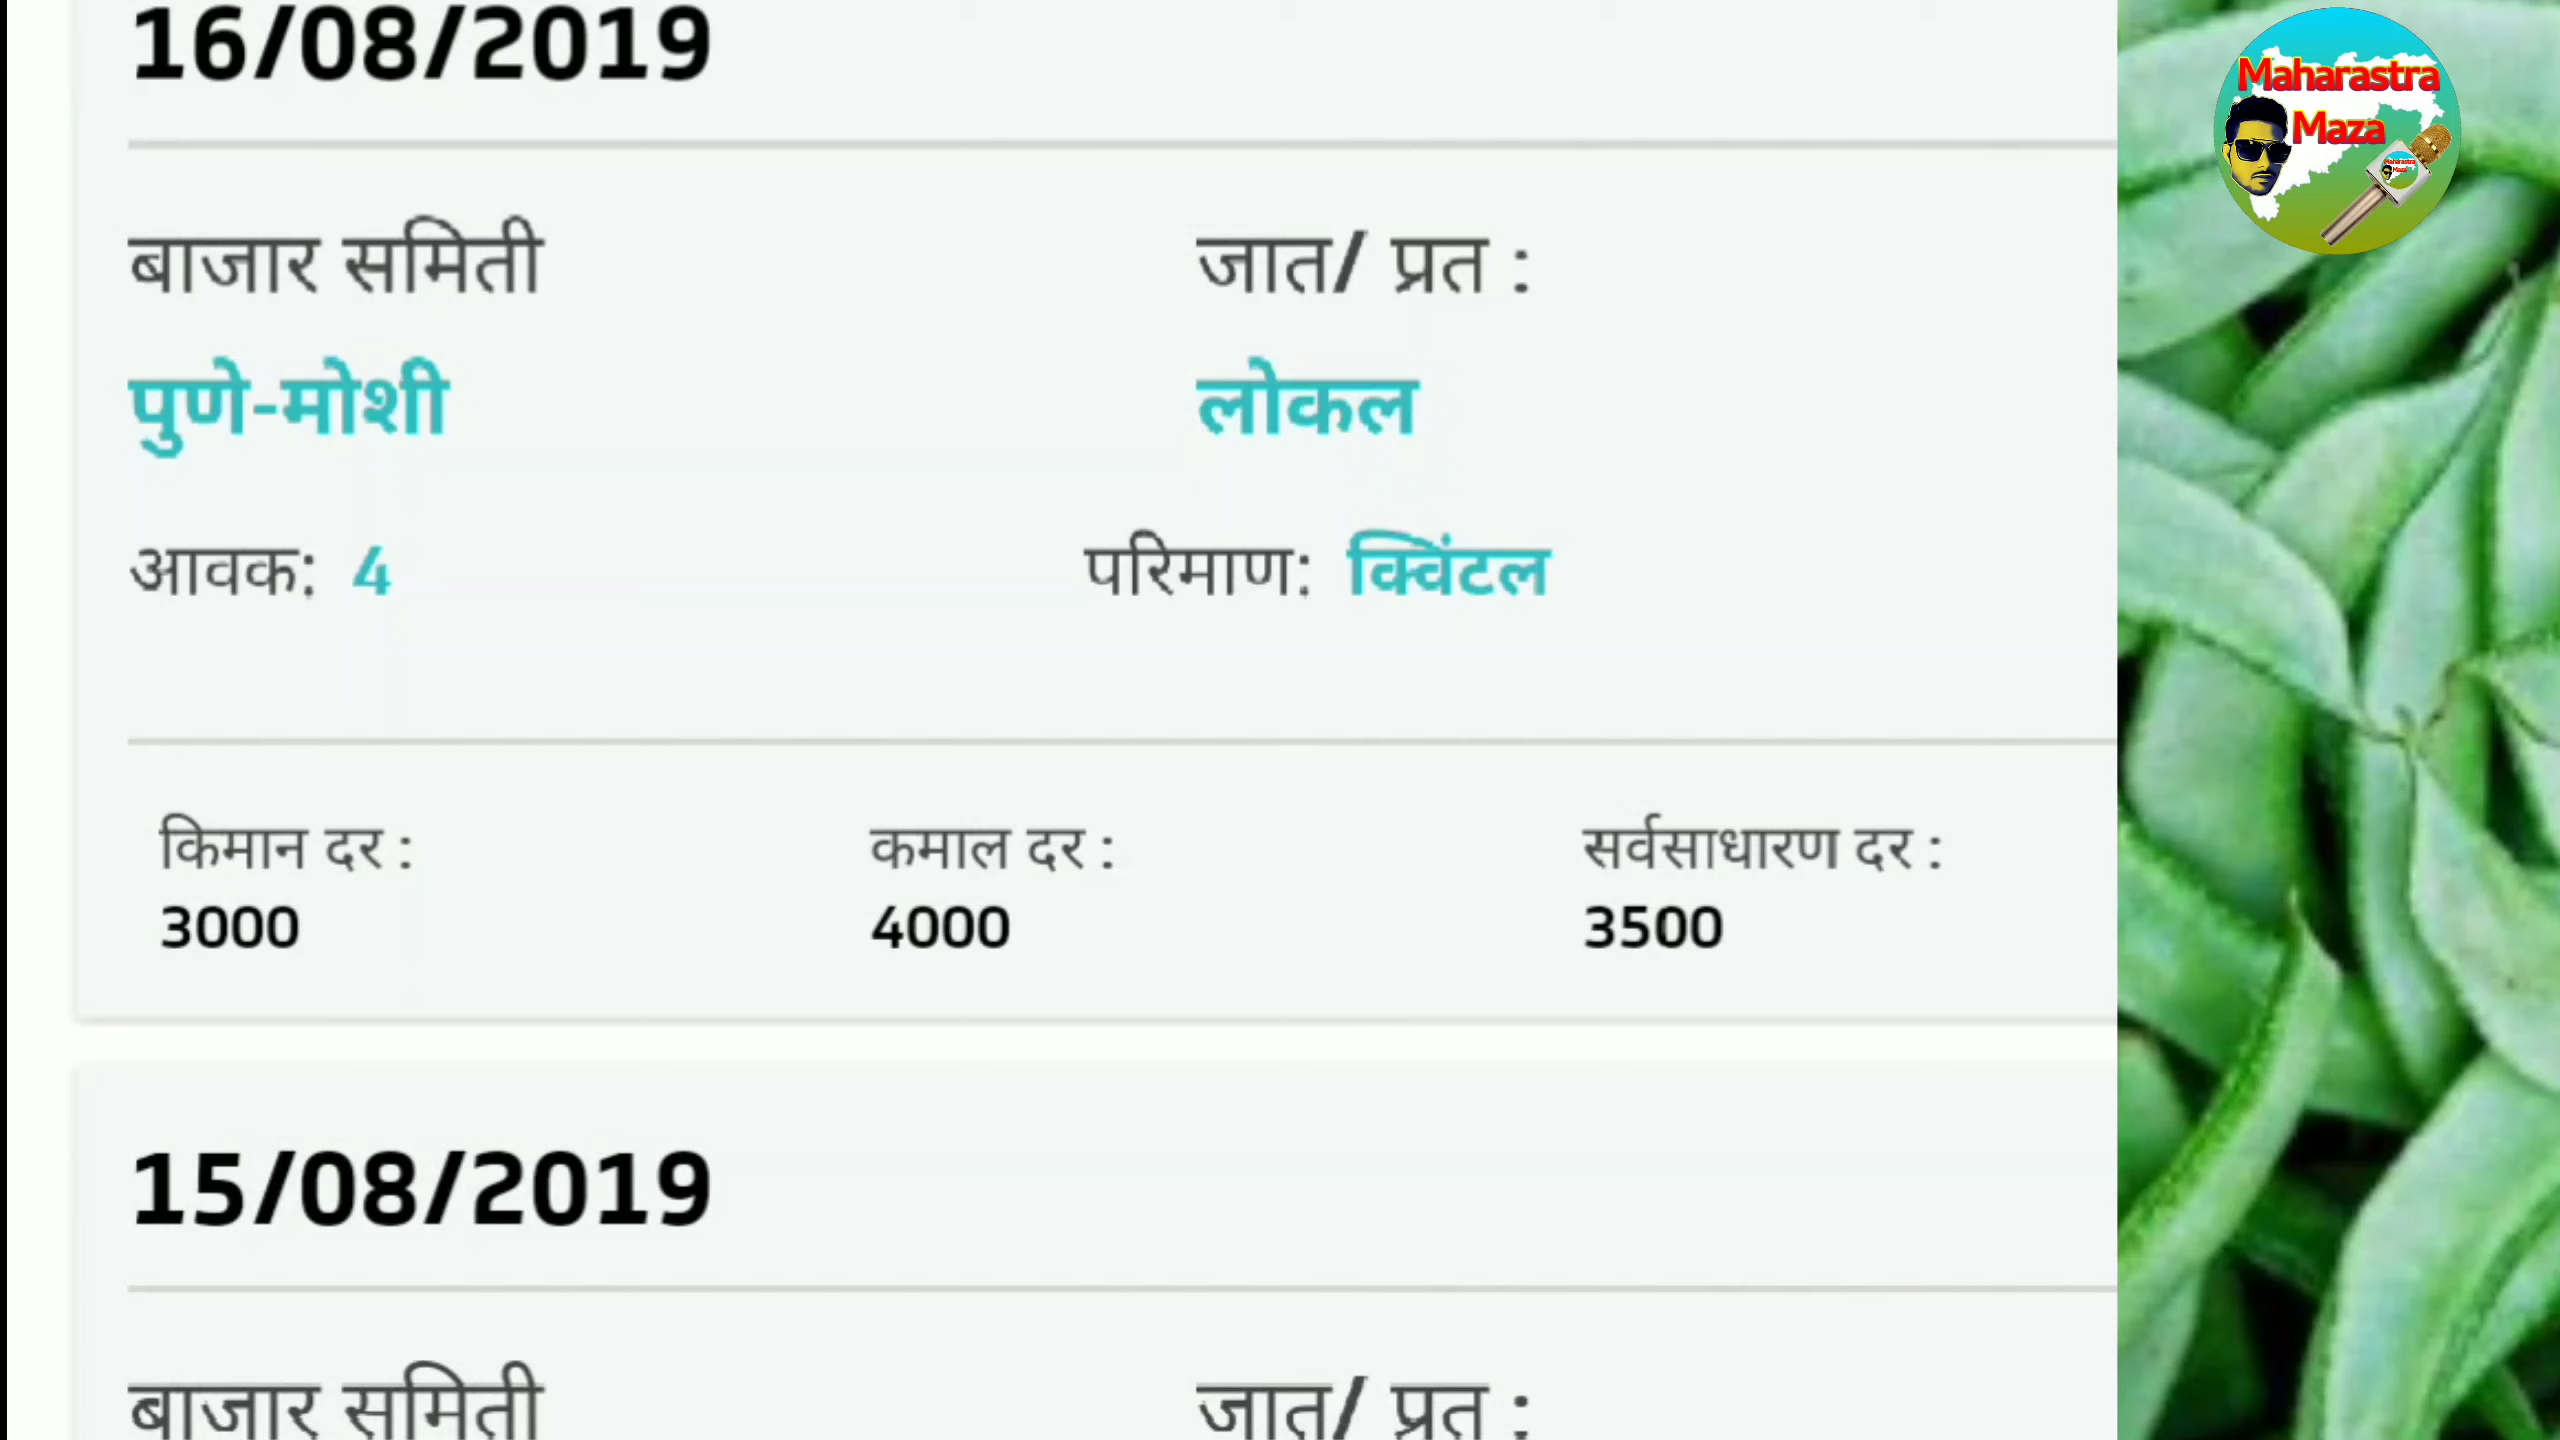 16/08/2019
Maharastra
Maza
बाजार समिती
जात/ प्रत :
पुणे-मोशी
लोकल
आवक: 4
परिमाण: क्विंटल
किमान दर :
कमाल दर :
सर्वसाधारण दर :
3000
4000
3500
15/08/2019
बाजार समिती
जात/ प्रत :